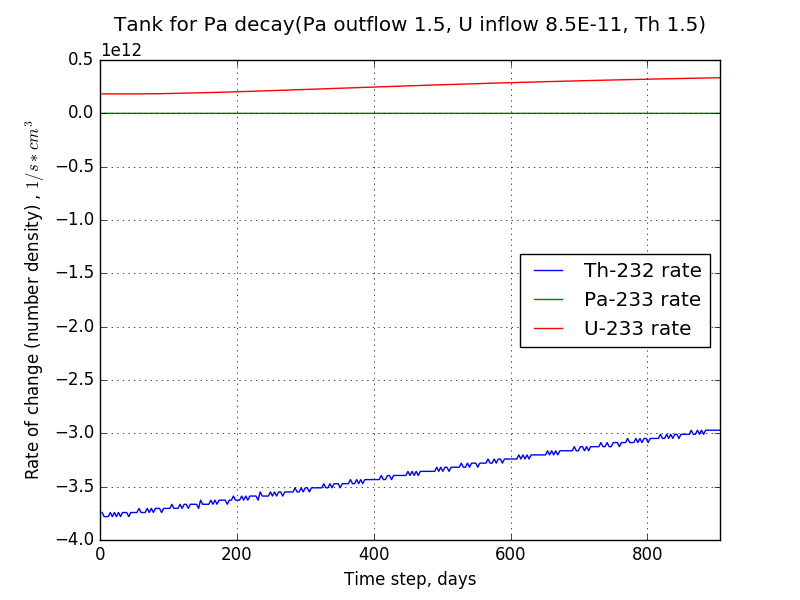 Tank for Pa decay(Pa outflow 1.5, U inflow 8.5E-11, Th 1.5)
1e12
0.5
0.0
−0.5
−1.0
−1.5
−2.0
−2.5
−3.0
−3.5
−4.0
Rate of change (number density) , 1/s ∗ cm³
Th-232 rate
Pa-233 rate
U-233 rate
0 200 400 600 800
Time step, days